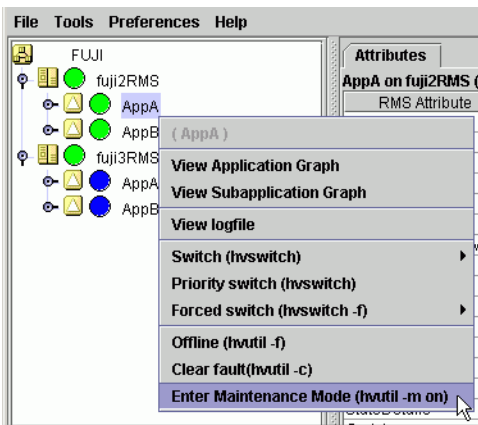 File Tools Preferences Help
FUJI
Attributes
fuji2RMS
AppA on fuji2RMS (
AppA
RMS Attribute
AppB
( AppA )
fuji3RMS
View Application Graph
AppA
View Subapplication Graph
AppB
View logfile
Switch (hvswitch)
Priority switch (hvswitch)
Forced switch (hvswitch -f)
Offline (hvutil -f)
Clear fault(hvutil -c)
Enter Maintenance Mode (hvutil -m on)
StateDetails